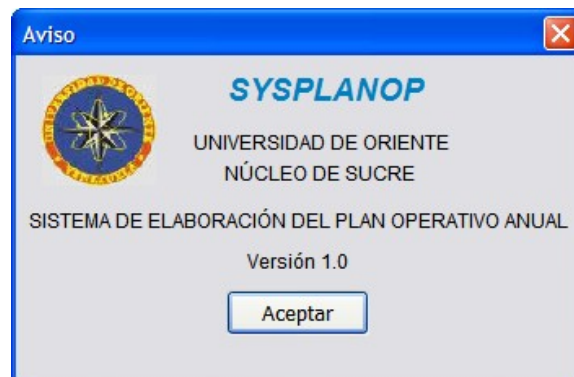 Aviso
SYSPLANOP
UNIVERSIDAD DE ORIENTE
NÚCLEO DE SUCRE
SISTEMA DE ELABORACIÓN DEL PLAN OPERATIVO ANUAL
Versión 1.0
Aceptar